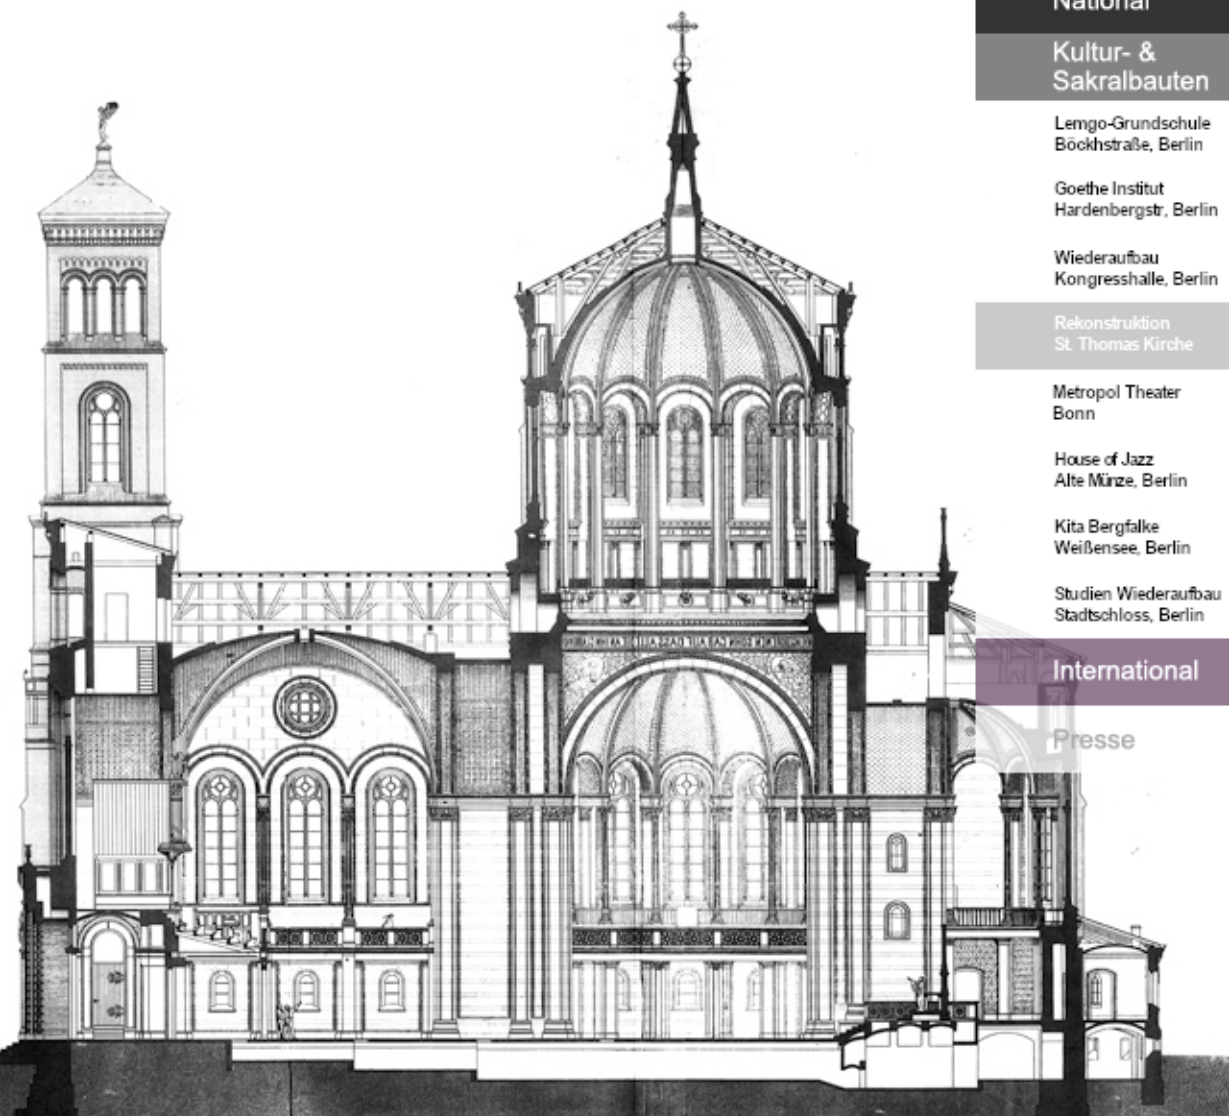 National
Kultur- &
Sakralbauten
Lemgo-Grundschule
Böckhstraße, Berlin
Goethe Institut
Hardenbergstr, Berlin
Wiederaufbau
Kongresshalle, Berlin
Rekonstruktion
St. Thomas Kirche
Metropol Theater
Bonn
House of Jazz
Alte Münze, Berlin
Kita Bergfalke
Weißensee, Berlin
Studien Wiederaufbau
Stadtschloss, Berlin
International
Presse